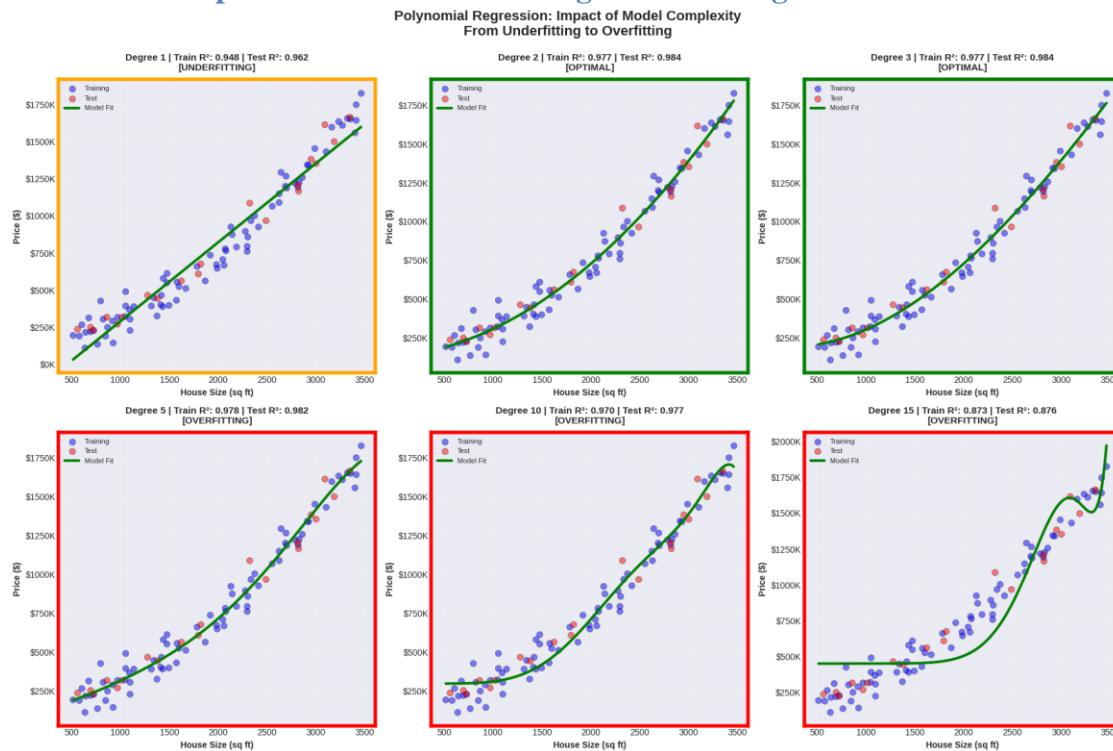 Polynomial Regression: Impact of Model Complexity
From Underfitting to Overfitting
Degree 1 | Train R²: 0.948 | Test R²: 0.962
[UNDERFITTING]
Training
Test
Model Fit
$1750K
$1500K
$1250K
$1000K
$750K
$500K
$250K
$0K
Price ($)
500 1000 1500 2000 2500 3000 3500
House Size (sq ft)
Degree 2 | Train R²: 0.977 | Test R²: 0.984
[OPTIMAL]
Training
Test
Model Fit
$1750K
$1500K
$1250K
$1000K
$750K
$500K
$250K
Price ($)
500 1000 1500 2000 2500 3000 3500
House Size (sq ft)
Degree 3 | Train R²: 0.977 | Test R²: 0.984
[OPTIMAL]
Training
Test
Model Fit
$1750K
$1500K
$1250K
$1000K
$750K
$500K
$250K
Price ($)
500 1000 1500 2000 2500 3000 3500
House Size (sq ft)
Degree 5 | Train R²: 0.978 | Test R²: 0.982
[OVERFITTING]
Training
Test
Model Fit
$1750K
$1500K
$1250K
$1000K
$750K
$500K
$250K
Price ($)
500 1000 1500 2000 2500 3000 3500
House Size (sq ft)
Degree 10 | Train R²: 0.970 | Test R²: 0.977
[OVERFITTING]
Training
Test
Model Fit
$1750K
$1500K
$1250K
$1000K
$750K
$500K
$250K
Price ($)
500 1000 1500 2000 2500 3000 3500
House Size (sq ft)
Degree 15 | Train R²: 0.873 | Test R²: 0.876
[OVERFITTING]
Training
Test
Model Fit
$2000K
$1750K
$1500K
$1250K
$1000K
$750K
$500K
$250K
Price ($)
500 1000 1500 2000 2500 3000 3500
House Size (sq ft)